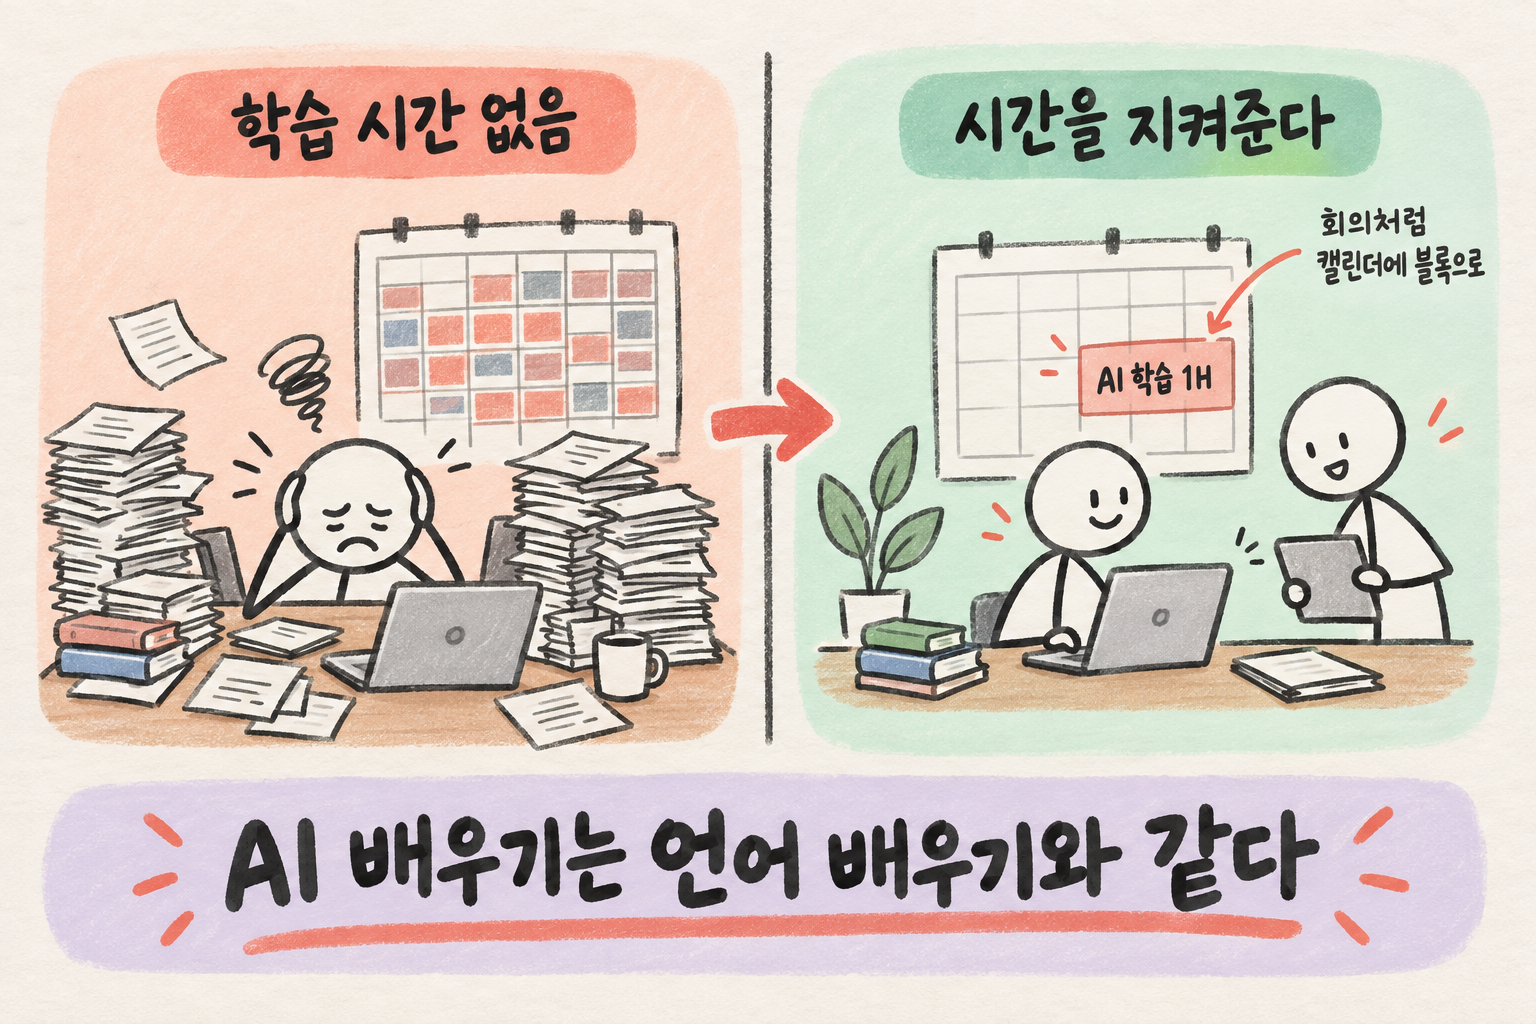 학습 시간 없음
시간을 지켜준다
회의처럼
캘린더에 블록으로
AI 학습 1H
AI 배우기는 언어 배우기와 같다